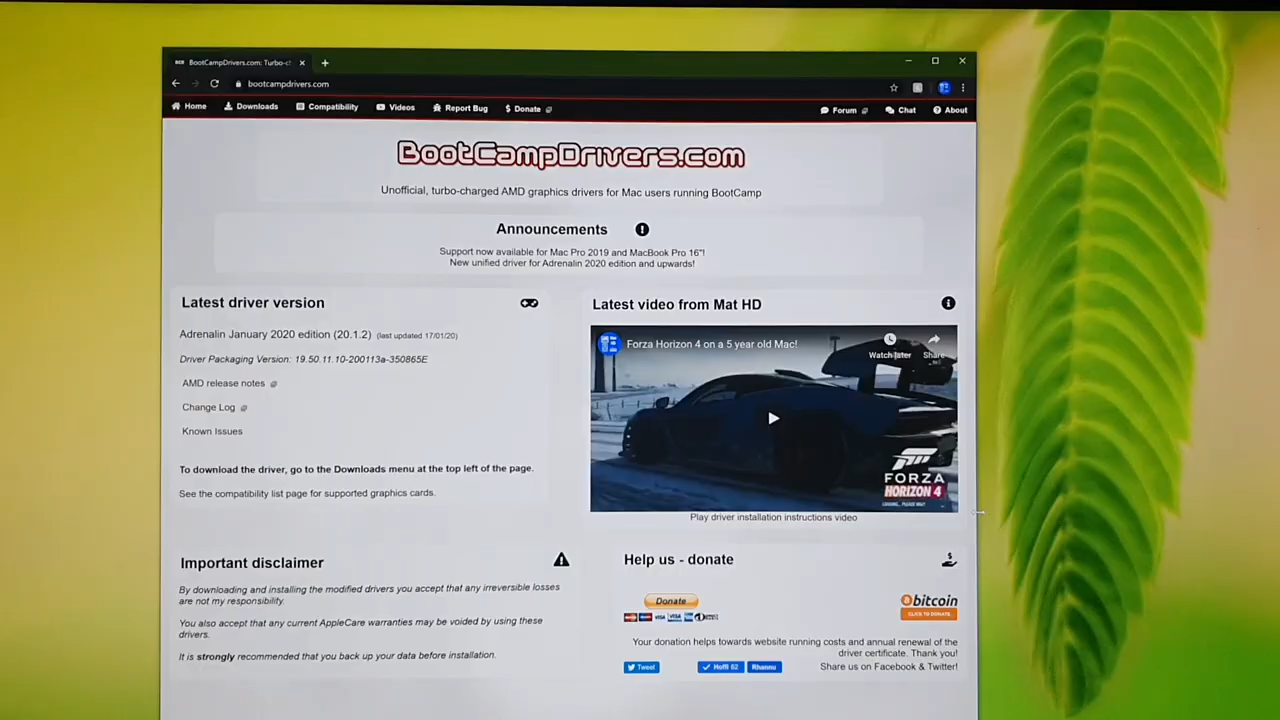 BootCampDrivers.com: Turbo-c
bootcampdrivers.com
Home Downloads Compatibility Videos Report Bug Donate Forum Chat About
BootCampDrivers.com
Unofficial, turbo-charged AMD graphics drivers for Mac users running BootCamp
Announcements
Support now available for Mac Pro 2019 and MacBook Pro 16"!
New unified driver for Adrenalin 2020 edition and upwards!
Latest driver version
Adrenalin January 2020 edition (20.1.2) (last updated 17/01/20)
Driver Packaging Version: 19.50.11.10-200113a-350865E
AMD release notes
Change Log
Known Issues
To download the driver, go to the Downloads menu at the top left of the page.
See the compatibility list page for supported graphics cards.
Latest video from Mat HD
Forza Horizon 4 on a 5 year old Mac!
Watch later Share
FORZA
HORIZON 4
Play driver installation instructions video
Important disclaimer
By downloading and installing the modified drivers you accept that any irreversible losses
are not my responsibility.
You also accept that any current AppleCare warranties may be voided by using these
drivers.
It is strongly recommended that you back up your data before installation.
Help us - donate
Donate
VISA
bitcoin
CLICK TO DONATE
Your donation helps towards website running costs and annual renewal of the
driver certificate. Thank you!
Tweet
Share us on Facebook & Twitter!